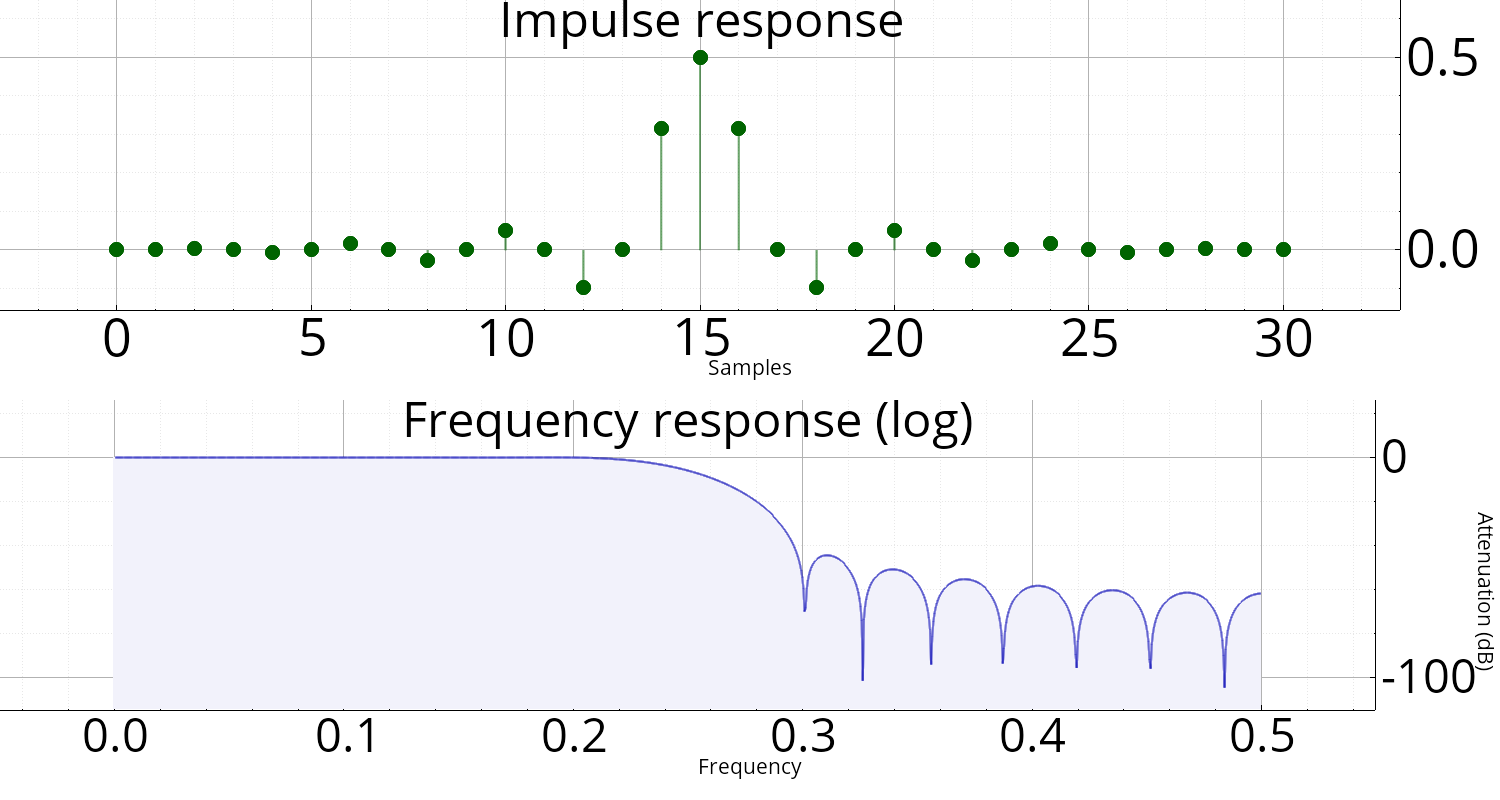 Impulse response
0.5
0.0
0 5 10 15 20 25 30
Samples
Frequency response (log)
0
Attenuation (dB)
-100
0.0 0.1 0.2 0.3 0.4 0.5
Frequency